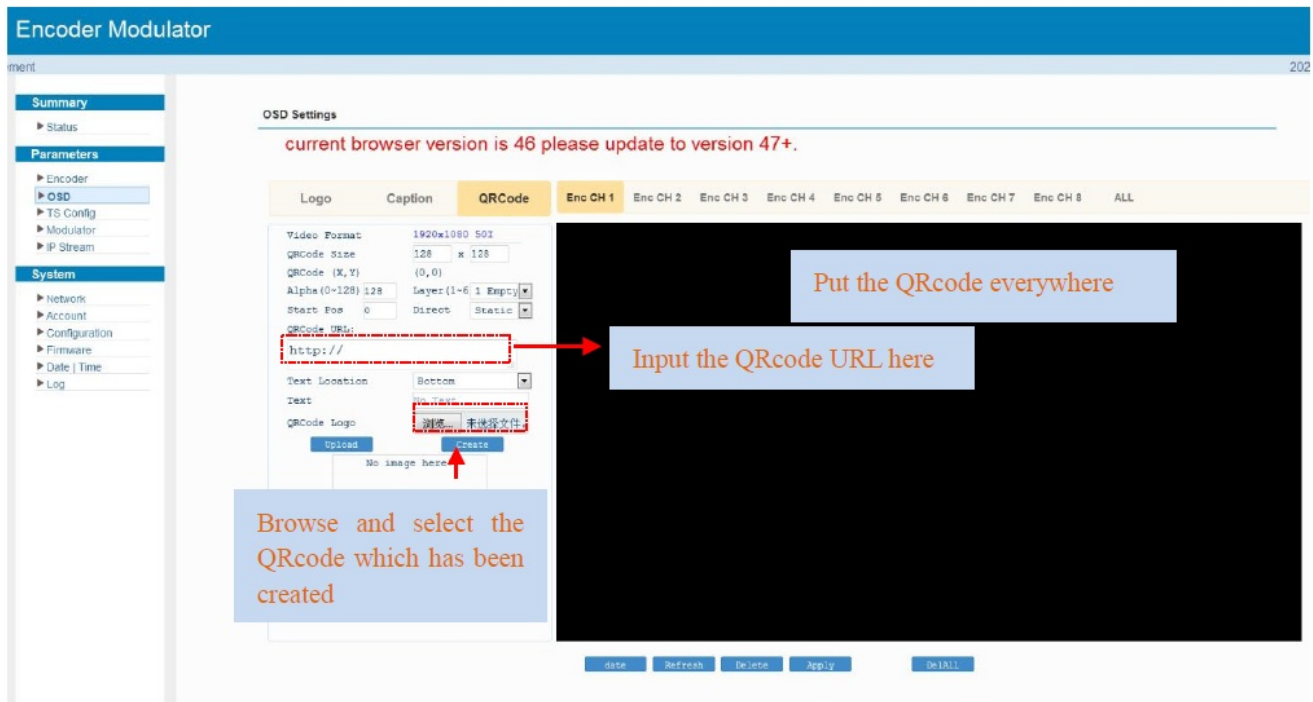 Encoder Modulator
ement
202
Summary
Status
Parameters
Encoder
OSD
TS Config
Modulator
IP Stream
System
Network
Account
Configuration
Firmware
Date | Time
Log
OSD Settings
current browser version is 46 please update to version 47+.
Logo Caption QRCode Enc CH 1 Enc CH 2 Enc CH 3 Enc CH 4 Enc CH 5 Enc CH 6 Enc CH 7 Enc CH 8 ALL
Video Format 1920x1080 50I
QRCode Size 128 x 128
QRCode (X,Y) (0,0)
Alpha(0~128) 128 Layer(1~6 1 Empty
Start Pos 0 Direct Static
QRCode URL:
http://
Text Location Bottom
Text No Text
QRCode Logo 浏览... 未选择文件。
Upload Create
No image here
Put the QRcode everywhere
Input the QRcode URL here
Browse and select the
QRcode which has been
created
date Refresh Delete Apply DelAll